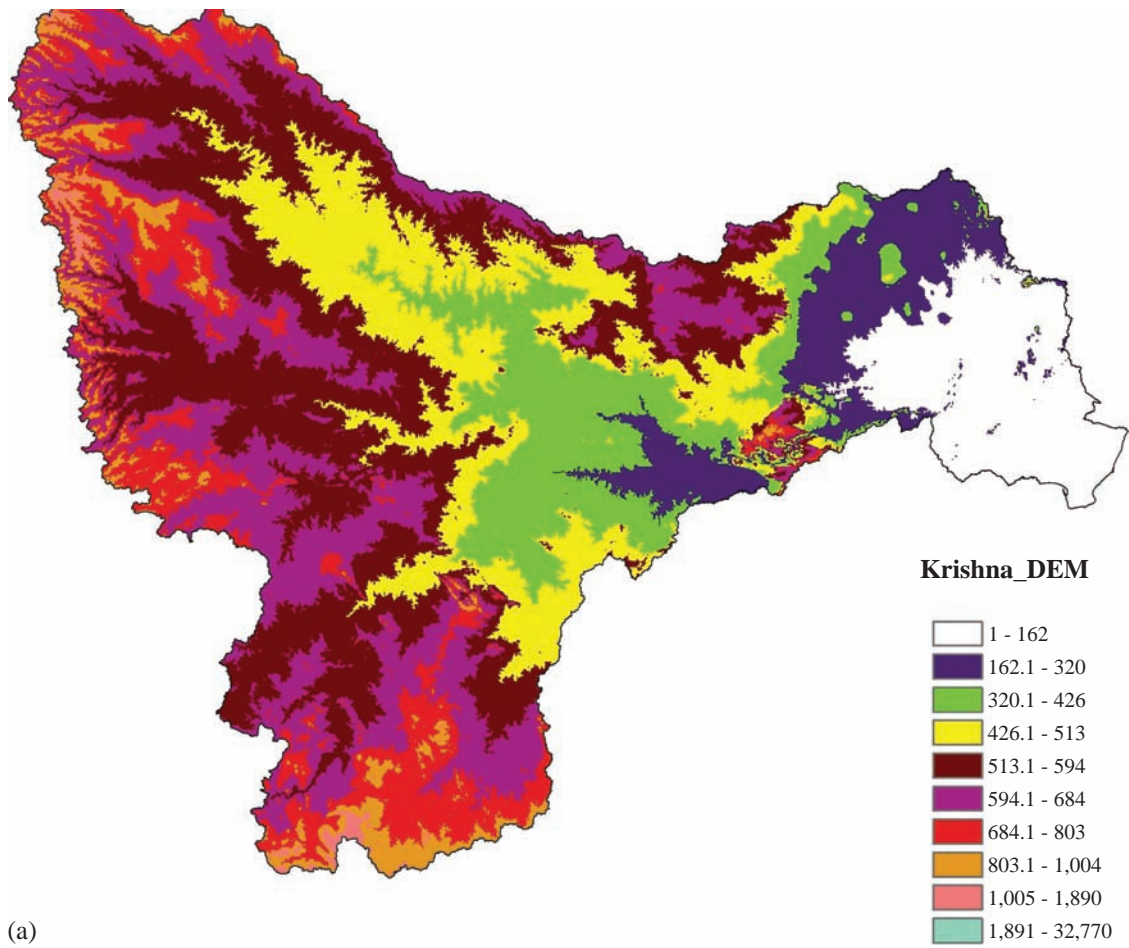 Krishna_DEM
1 - 162
162.1 - 320
320.1 - 426
426.1 - 513
513.1 - 594
594.1 - 684
684.1 - 803
803.1 - 1,004
1,005 - 1,890
1,891 - 32,770
(a)